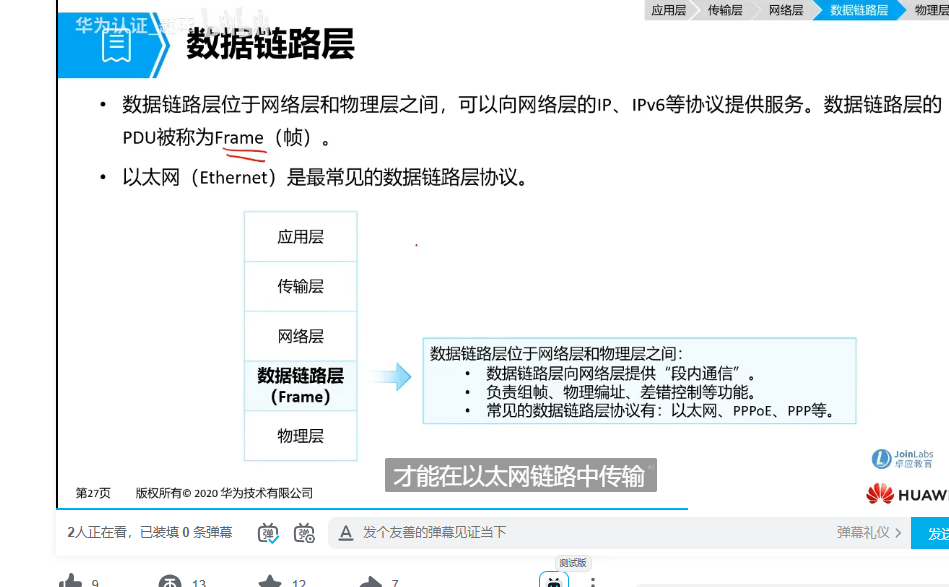 应用层 传输层 网络层 数据链路层 物理层
华为认证_
数据链路层
• 数据链路层位于网络层和物理层之间，可以向网络层的IP、IPv6等协议提供服务。数据链路层的
PDU被称为Frame（帧）。
• 以太网（Ethernet）是最常见的数据链路层协议。
应用层
传输层
网络层
数据链路层
（Frame）
物理层
数据链路层位于网络层和物理层之间：
• 数据链路层向网络层提供“段内通信”。
• 负责组帧、物理编址、差错控制等功能。
• 常见的数据链路层协议有：以太网、PPPoE、PPP等。
JoinLabs
卓应教育
才能在以太网链路中传输
AI
第27页 版权所有© 2020 华为技术有限公司
HUAW
2人正在看，已装填 0 条弹幕 弹 弹 A 发个友善的弹幕见证当下 弹幕礼仪 > 发送
测试版
9 13 12 7